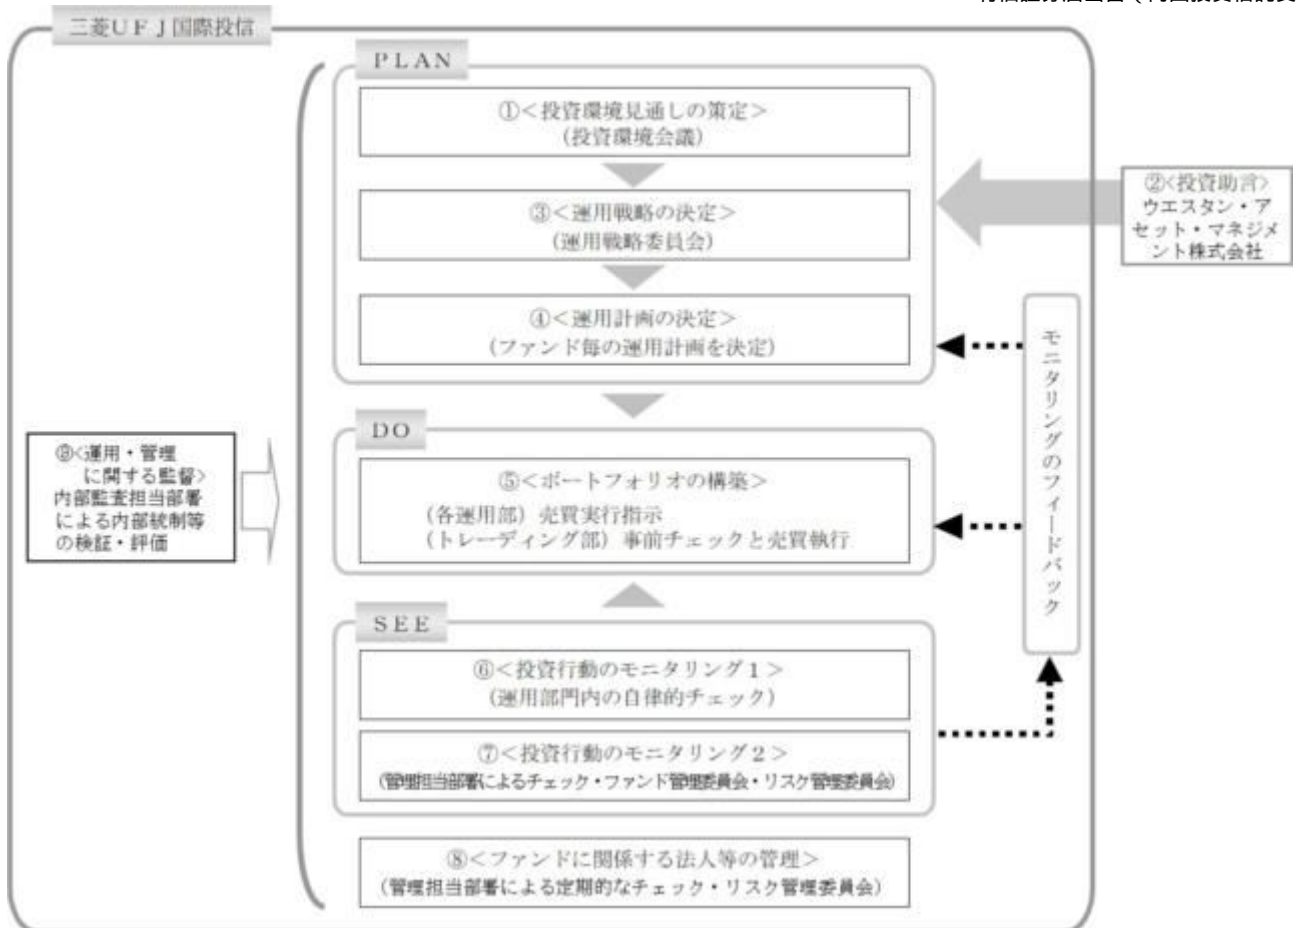 三菱UFJ国際投信
PLAN
①<投資環境見通しの策定>
(投資環境会議)
②<投資助言>
ウエスタン・ア
セット・マネジメ
ント株式会社
③<運用戦略の決定>
(運用戦略委員会)
④<運用計画の決定>
(ファンド毎の運用計画を決定)
モニタリングのフィードバック
DO
⑤<ポートフォリオの構築>
(各運用部) 売買実行指示
(トレーディング部) 事前チェックと売買執行
⑨<運用・管理
に関する監督>
内部監査担当部署
による内部統制等
の検証・評価
SEE
⑥<投資行動のモニタリング1>
(運用部門内の自律的チェック)
⑦<投資行動のモニタリング2>
(管理担当部署によるチェック・ファンド管理委員会・リスク管理委員会)
⑧<ファンドに関係する法人等の管理>
(管理担当部署による定期的なチェック・リスク管理委員会)